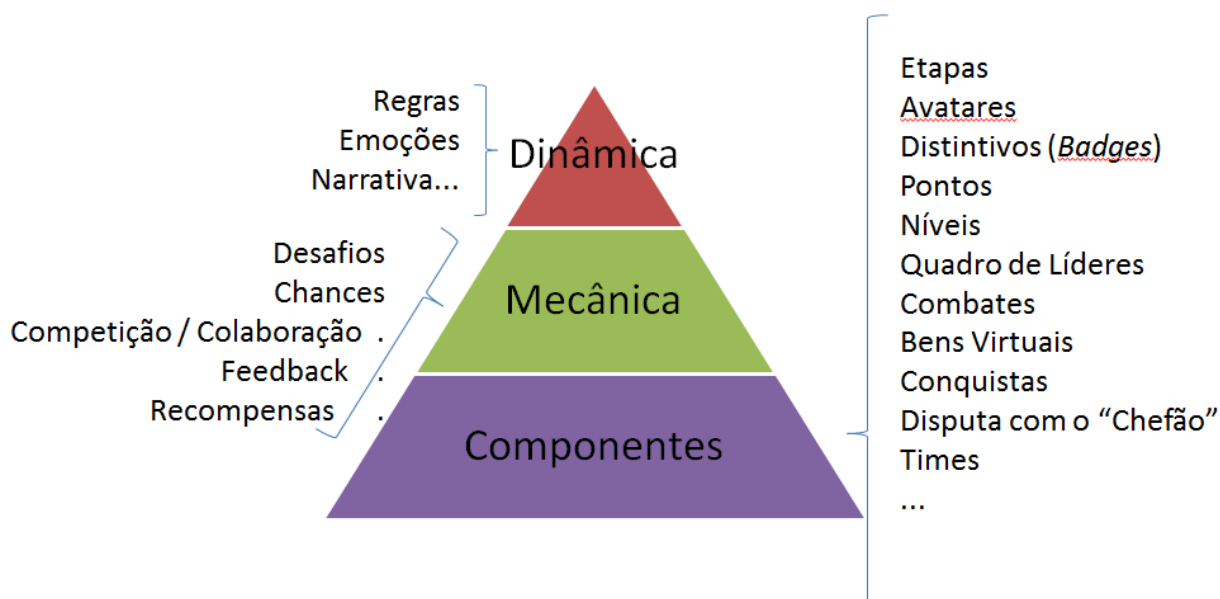 Regras
Emoções
Narrativa...
Dinâmica
Desafios
Chances
Competição / Colaboração .
Feedback .
Recompensas .
Mecânica
Componentes
Etapas
Avatares
Distintivos (Badges)
Pontos
Níveis
Quadro de Líderes
Combates
Bens Virtuais
Conquistas
Disputa com o “Chefão”
Times
...